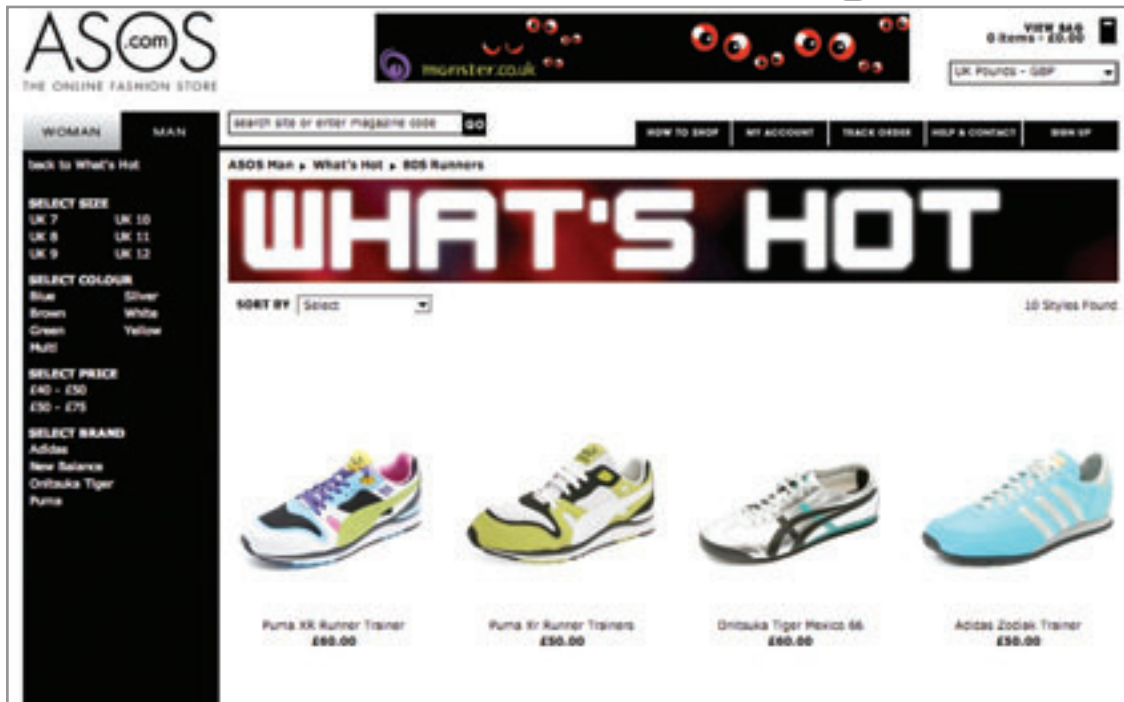 ASOS
.com
THE ONLINE FASHION STORE
monster.co.uk
VIEW BAG
0 items - £0.00
UK Pounds - GBP
WOMAN MAN
search site or enter magazine code GO
HOW TO SHOP MY ACCOUNT TRACK ORDER HELP & CONTACT SIGN UP
back to What's Hot
ASOS Man ▸ What's Hot ▸ 80S Runners
WHAT'S HOT
SELECT SIZE
UK 7 UK 10
UK 8 UK 11
UK 9 UK 12
SELECT COLOUR
Blue Silver
Brown White
Green Yellow
Multi
SELECT PRICE
£40 - £50
£50 - £75
SELECT BRAND
Adidas
New Balance
Onitsuka Tiger
Puma
SORT BY Select
10 Styles Found
Puma XR Runner Trainer
£60.00
Puma Xr Runner Trainers
£50.00
Onitsuka Tiger Mexico 66
£60.00
Adidas Zodiak Trainer
£50.00